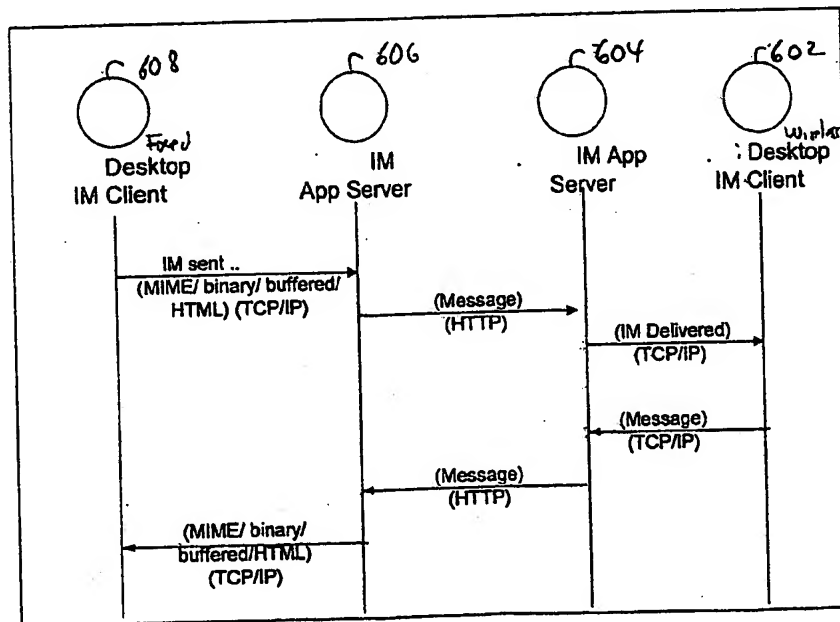 608
606
604
602
Fixed
Desktop
IM Client
IM
App Server
IM App
Server
Wireless
: Desktop
IM Client
IM sent ..
(MIME/ binary/ buffered/
HTML) (TCP/IP)
(Message)
(HTTP)
(IM Delivered)
(TCP/IP)
(Message)
(TCP/IP)
(Message)
(HTTP)
(MIME/ binary/
buffered/HTML)
(TCP/IP)